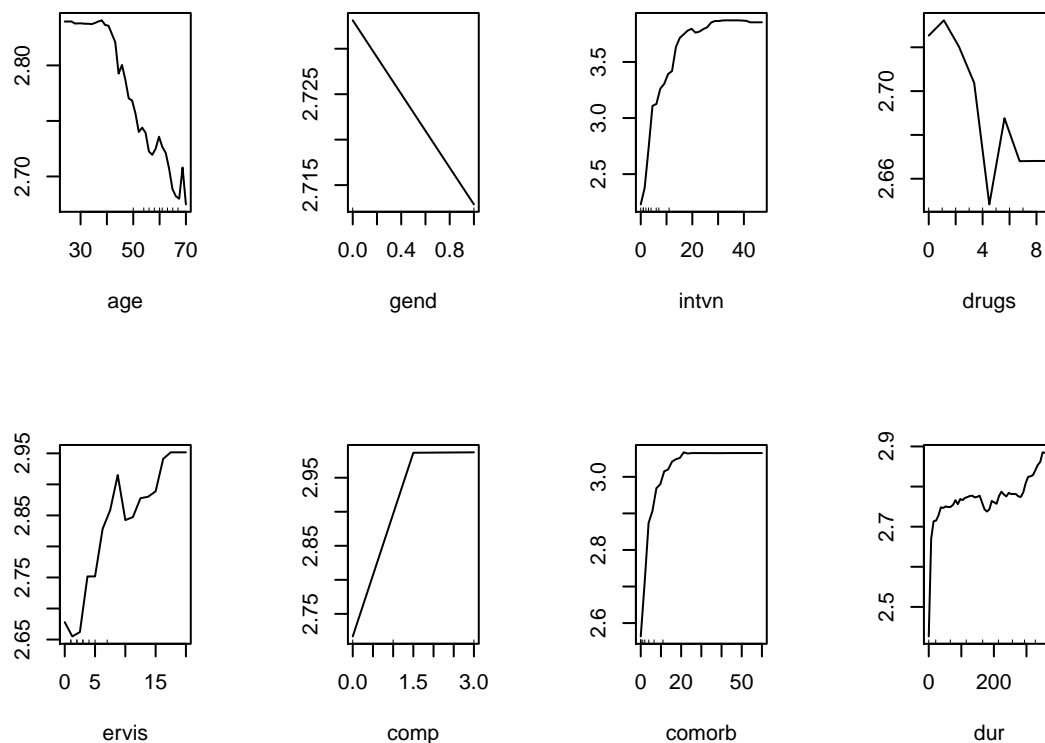 2.70 2.80
30 50 70
age
2.715 2.725
0.0 0.4 0.8
gend
2.5 3.0 3.5
0 20 40
intvn
2.66 2.70
0 4 8
drugs
2.65 2.75 2.85 2.95
0 5 15
ervis
2.75 2.85 2.95
0.0 1.5 3.0
comp
2.6 2.8 3.0
0 20 50
comorb
2.5 2.7 2.9
0 200
dur